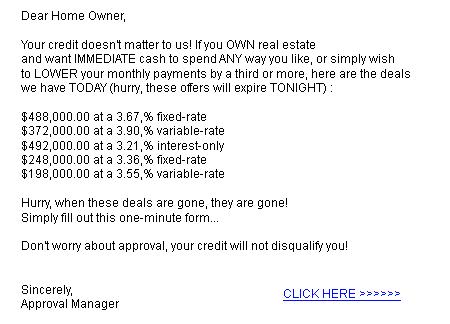 Dear Home Owner,
Your credit doesn't matter to us! If you OWN real estate
and want IMMEDIATE cash to spend ANY way you like, or simply wish
to LOWER your monthly payments by a third or more, here are the deals
we have TODAY (hurry, these offers will expire TONIGHT) :
$488,000.00 at a 3.67,% fixed-rate
$372,000.00 at a 3.90,% variable-rate
$492,000.00 at a 3.21,% interest-only
$248,000.00 at a 3.36,% fixed-rate
$198,000.00 at a 3.55,% variable-rate
Hurry, when these deals are gone, they are gone!
Simply fill out this one-minute form...
Don't worry about approval, your credit will not disqualify you!
Sincerely,
Approval Manager
CLICK HERE >>>>>>